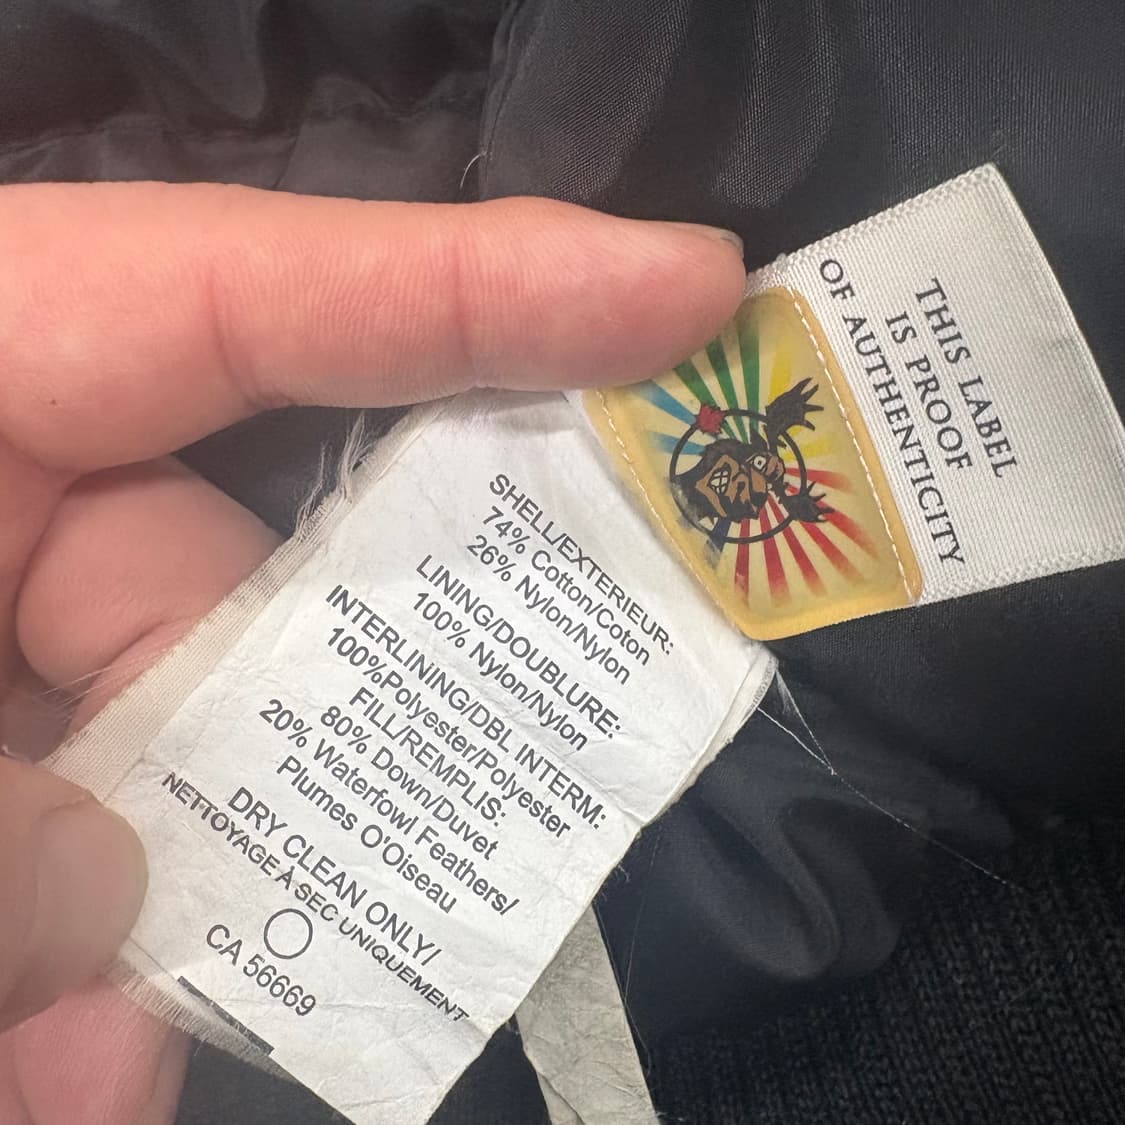 THIS LABEL
IS PROOF
OF AUTHENTICITY
SHELL/EXTERIEUR:
74% Cotton/Coton
26% Nylon/Nylon
LINING/DOUBLURE:
100% Nylon/Nylon
INTERLINING/DBL INTERM:
100%Polyester/Polyester
FILL/REMPLIS:
80% Down/Duvet
20% Waterfowl Feathers/
Plumes O'Oiseau
DRY CLEAN ONLY/
NETTOYAGE À SEC UNIQUEMENT
CA 56669